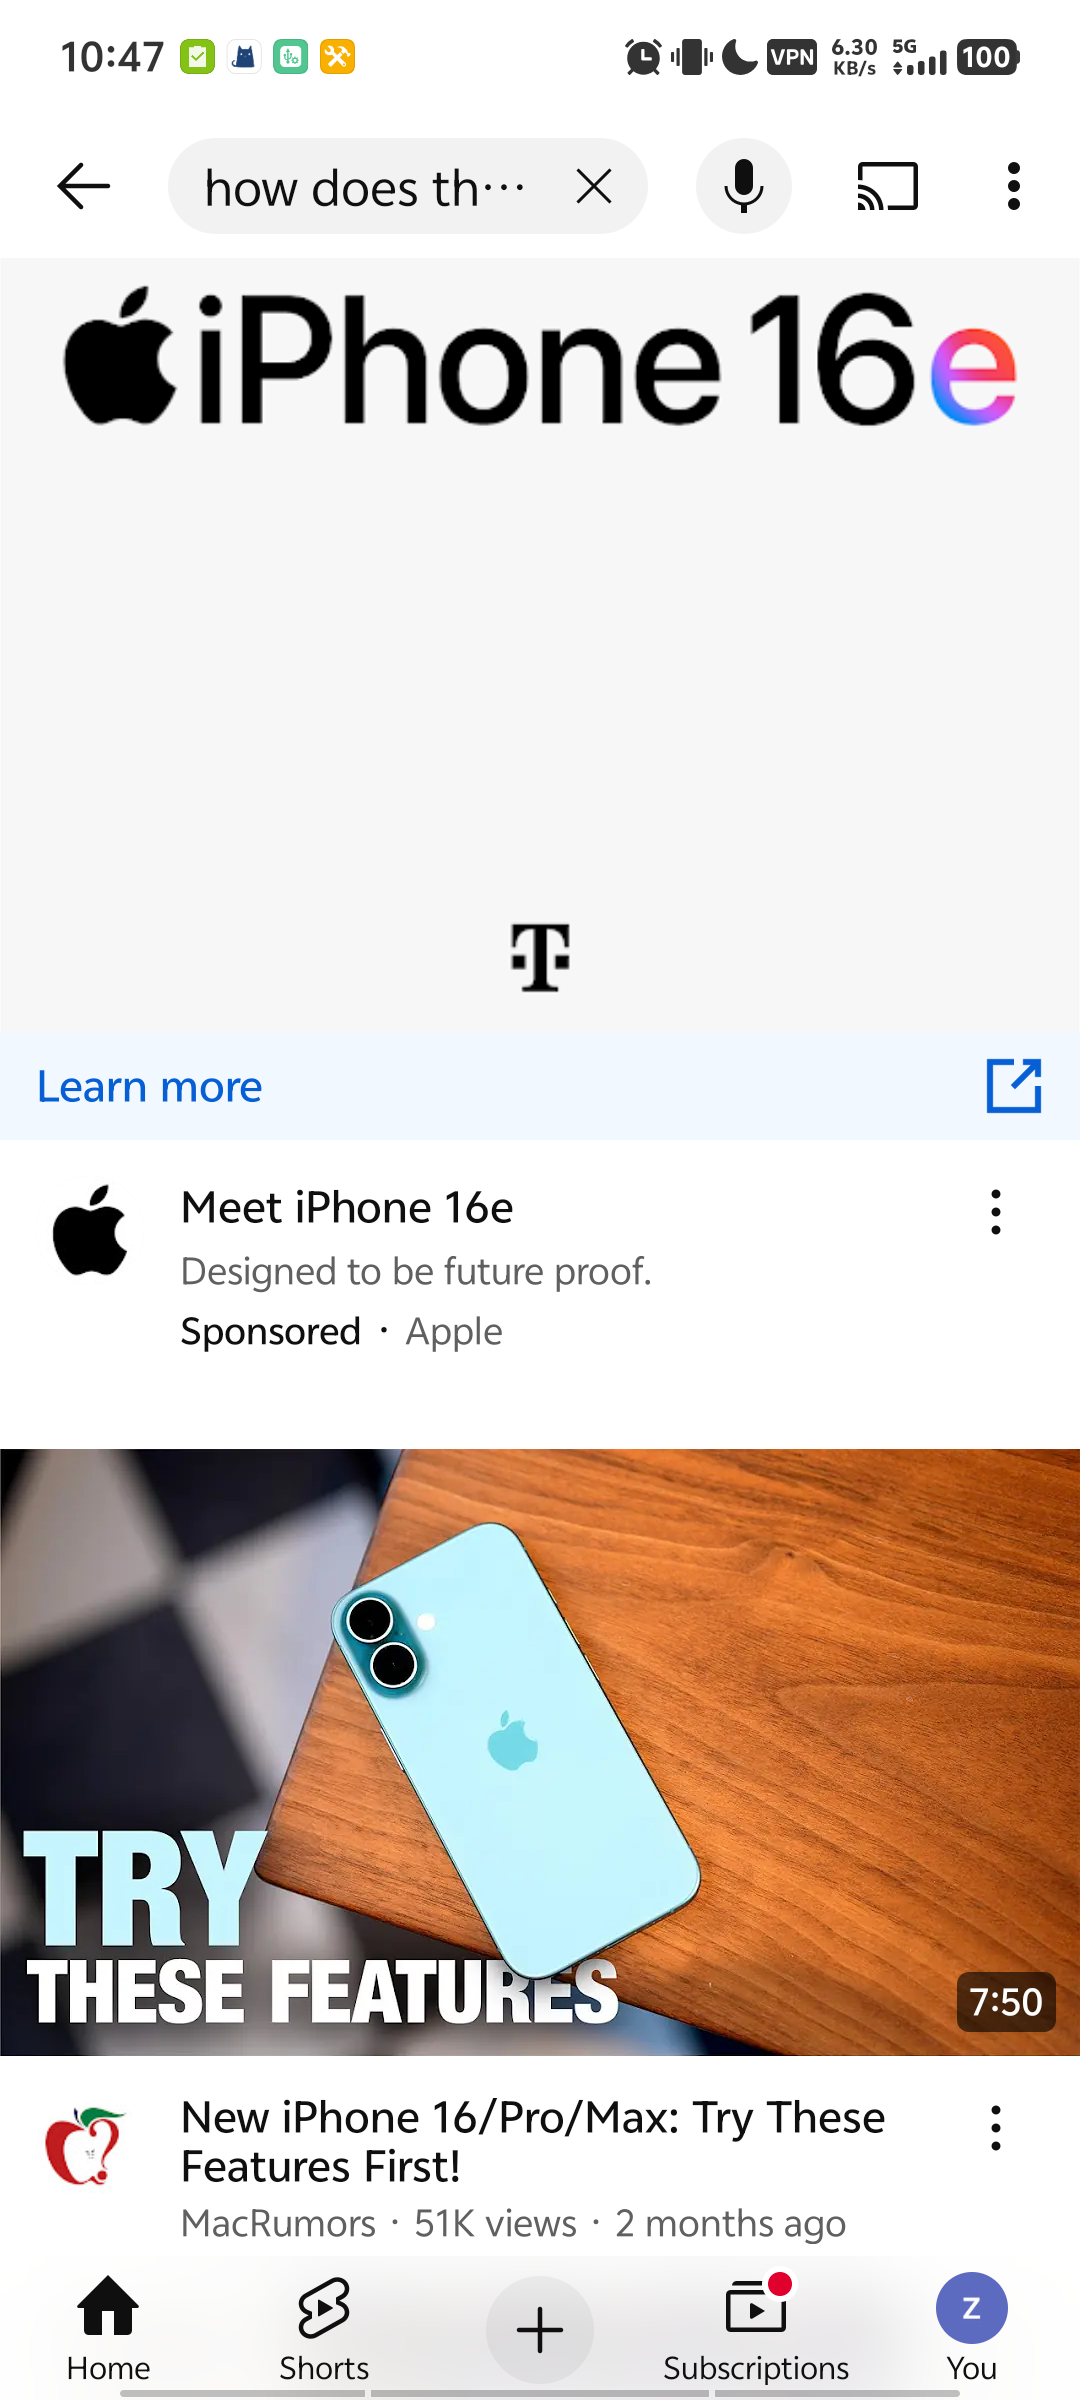 10:47
VPN
6.30
KB/s
5G
100
how does th···
iPhone 16e
T
Learn more
Meet iPhone 16e
Designed to be future proof.
Sponsored · Apple
TRY
THESE FEATURES
7:50
New iPhone 16/Pro/Max: Try These
Features First!
MacRumors · 51K views · 2 months ago
Z
Home
Shorts
Subscriptions
You